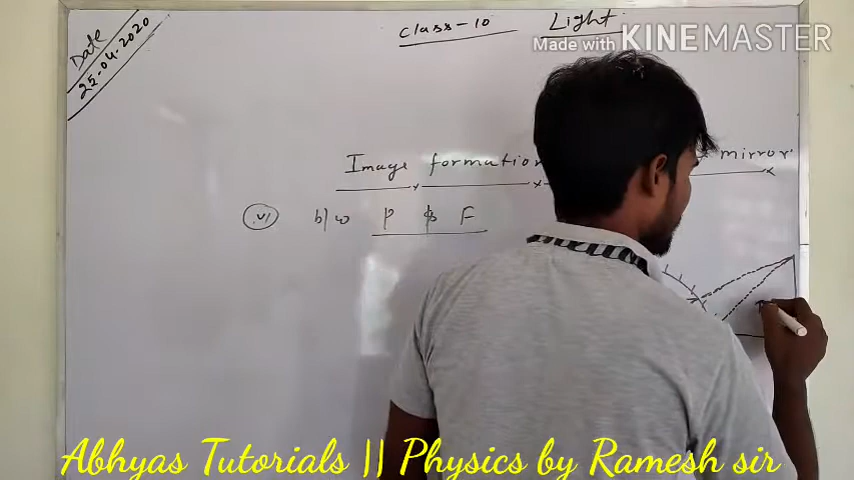 Date
25-04-2020
Class-10 Light
Made with KINEMASTER
Image formation mirror
(vi) b/w P & F
Abhyas Tutorials || Physics by Ramesh sir